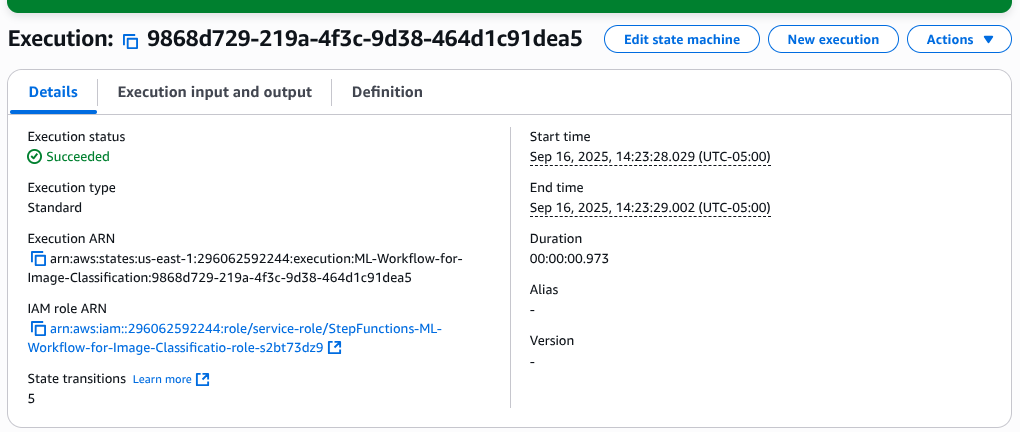 Execution: 9868d729-219a-4f3c-9d38-464d1c91dea5
Edit state machine
New execution
Actions
Details
Execution input and output
Definition
Execution status
Succeeded
Execution type
Standard
Execution ARN
arn:aws:states:us-east-1:296062592244:execution:ML-Workflow-for-
Image-Classification:9868d729-219a-4f3c-9d38-464d1c91dea5
IAM role ARN
arn:aws:iam::296062592244:role/service-role/StepFunctions-ML-
Workflow-for-Image-Classificatio-role-s2bt73dz9
State transitions Learn more
5
Start time
Sep 16, 2025, 14:23:28.029 (UTC-05:00)
End time
Sep 16, 2025, 14:23:29.002 (UTC-05:00)
Duration
00:00:00.973
Alias
-
Version
-